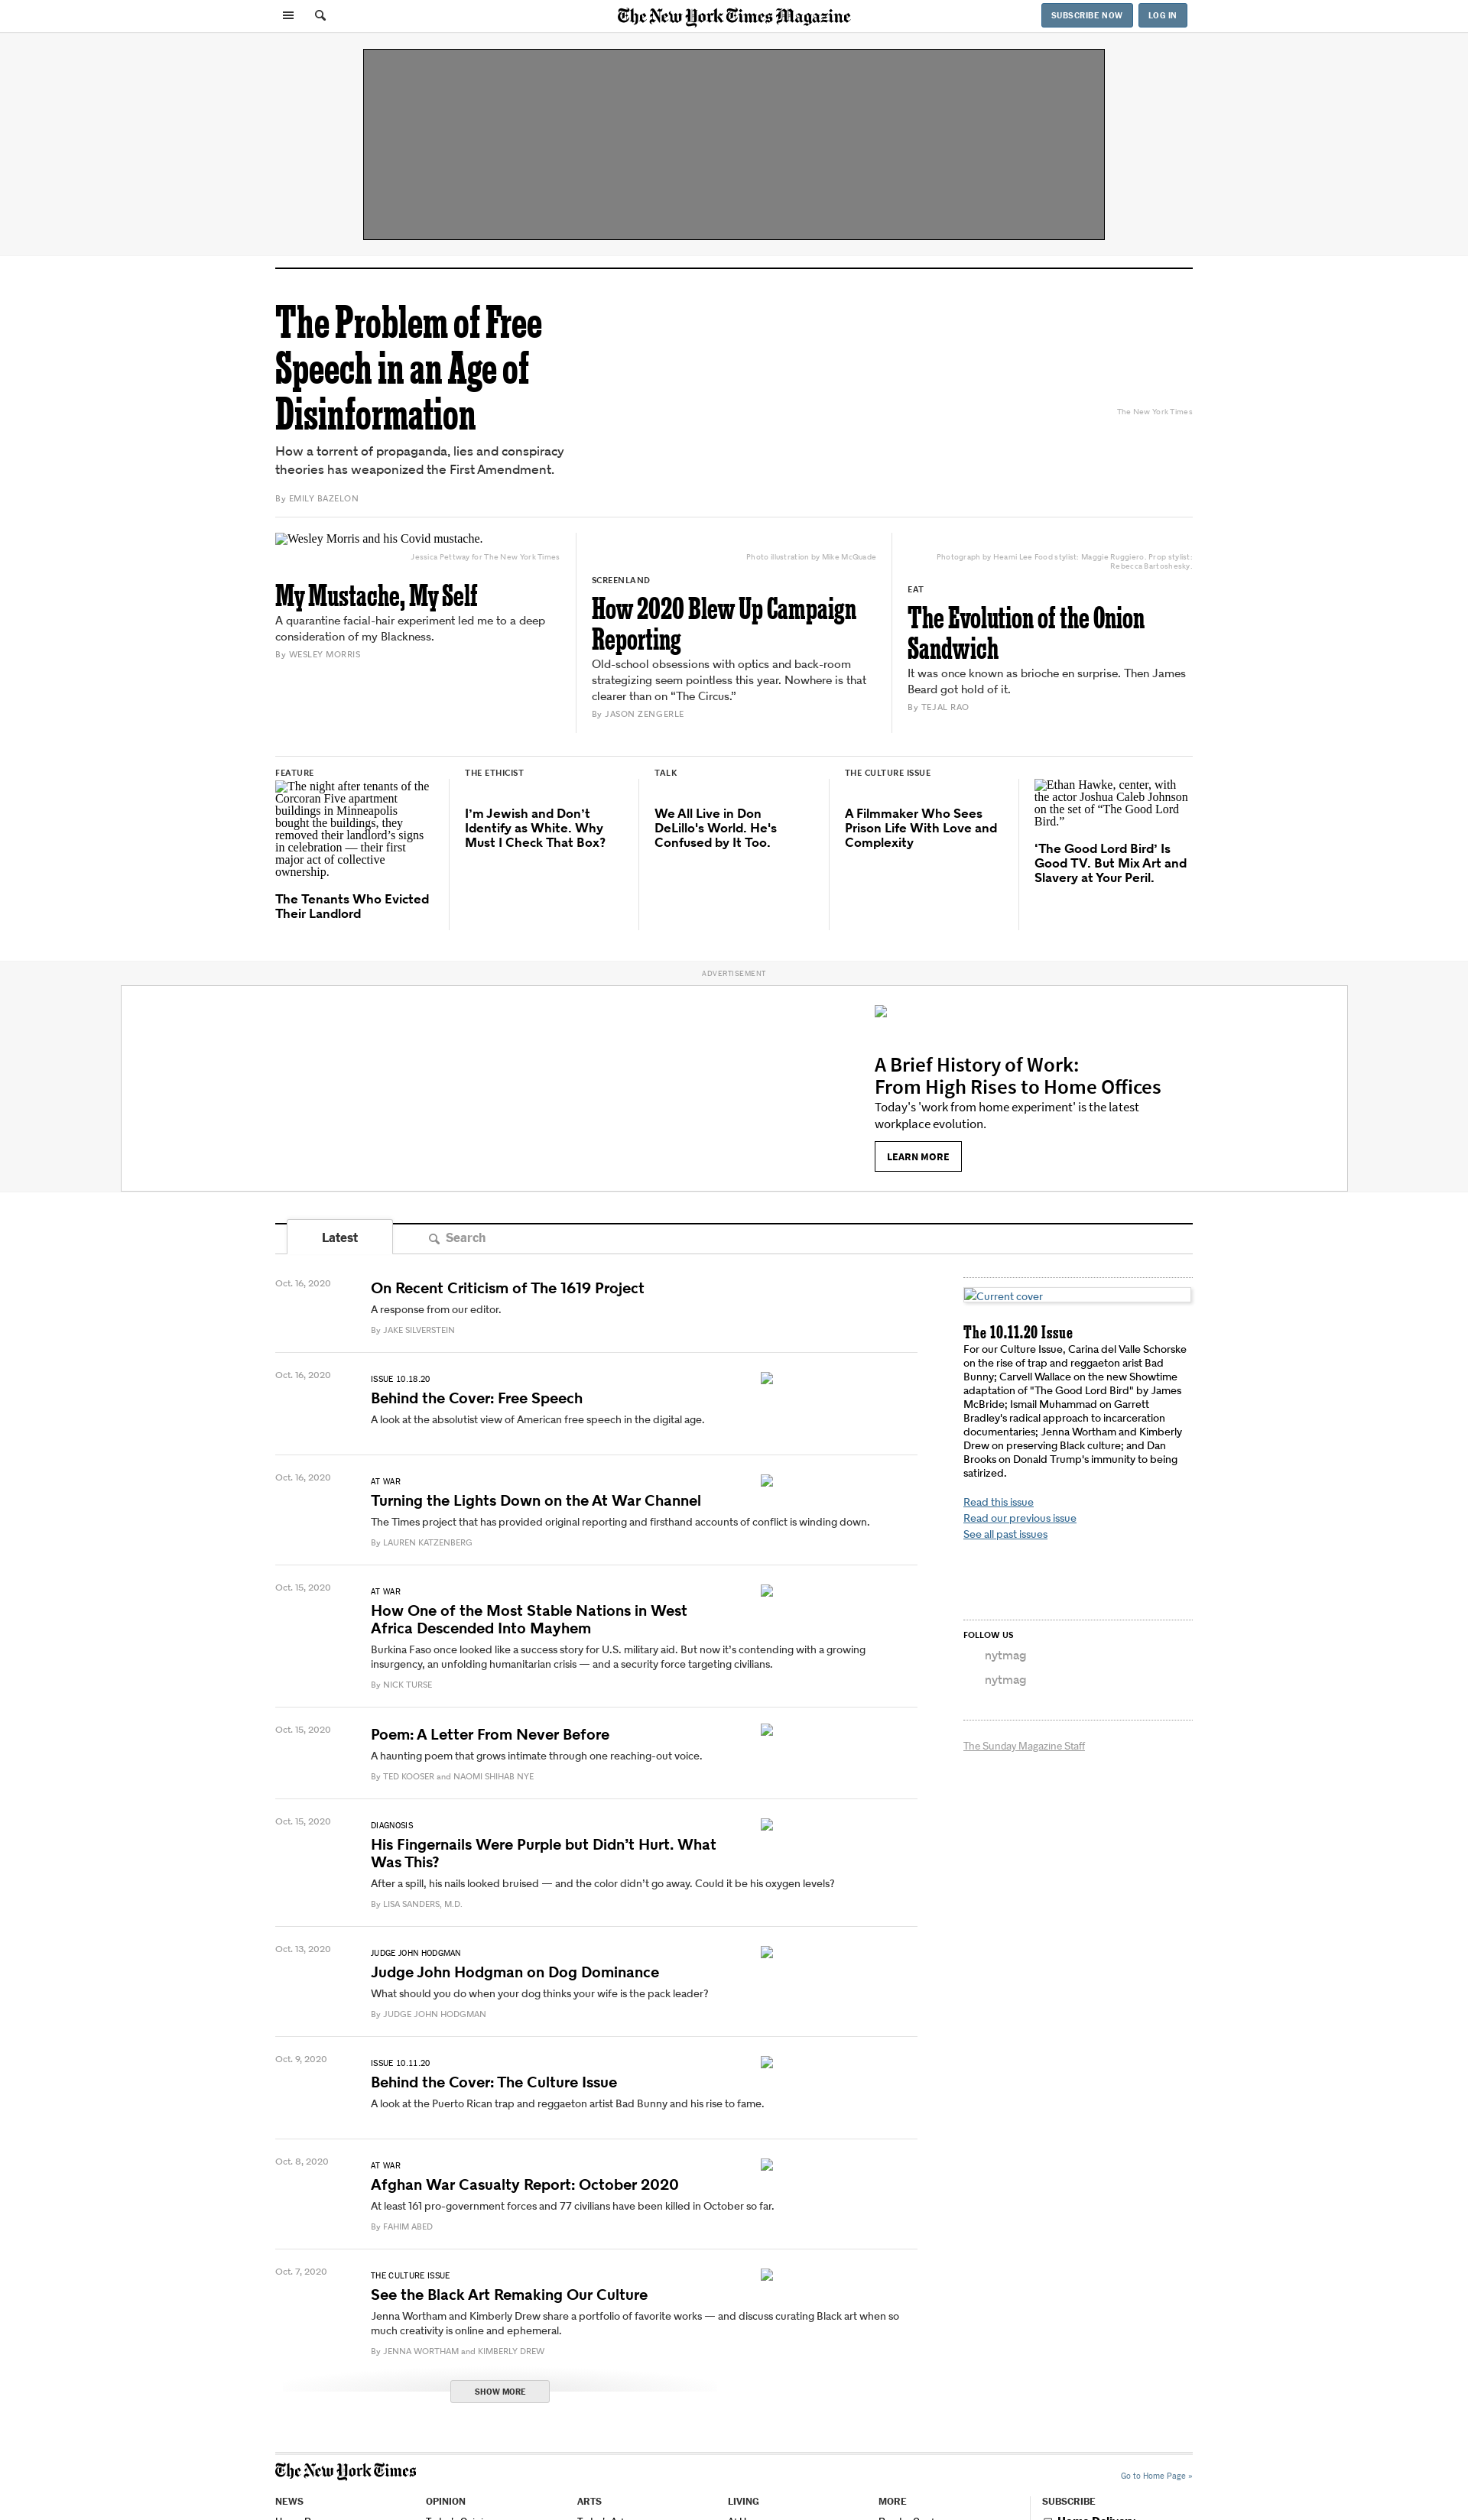 The New York Times Magazine
SUBSCRIBE NOW
LOG IN
The Problem of Free
Speech in an Age of
Disinformation
How a torrent of propaganda, lies and conspiracy
theories has weaponized the First Amendment.
By EMILY BAZELON
The New York Times
Wesley Morris and his Covid mustache.
Jessica Pettway for The New York Times
My Mustache, My Self
A quarantine facial-hair experiment led me to a deep
consideration of my Blackness.
By WESLEY MORRIS
Photo illustration by Mike McQuade
SCREENLAND
How 2020 Blew Up Campaign
Reporting
Old-school obsessions with optics and back-room
strategizing seem pointless this year. Nowhere is that
clearer than on “The Circus.”
By JASON ZENGERLE
Photograph by Heami Lee Food stylist: Maggie Ruggiero. Prop stylist:
Rebecca Bartoshesky.
EAT
The Evolution of the Onion
Sandwich
It was once known as brioche en surprise. Then James
Beard got hold of it.
By TEJAL RAO
FEATURE
The night after tenants of the
Corcoran Five apartment
buildings in Minneapolis
bought the buildings, they
removed their landlord’s signs
in celebration — their first
major act of collective
ownership.
The Tenants Who Evicted
Their Landlord
THE ETHICIST
I’m Jewish and Don’t
Identify as White. Why
Must I Check That Box?
TALK
We All Live in Don
DeLillo's World. He's
Confused by It Too.
THE CULTURE ISSUE
A Filmmaker Who Sees
Prison Life With Love and
Complexity
Ethan Hawke, center, with
the actor Joshua Caleb Johnson
on the set of “The Good Lord
Bird.”
‘The Good Lord Bird’ Is
Good TV. But Mix Art and
Slavery at Your Peril.
ADVERTISEMENT
A Brief History of Work:
From High Rises to Home Offices
Today's 'work from home experiment' is the latest
workplace evolution.
LEARN MORE
Latest
Search
Oct. 16, 2020
On Recent Criticism of The 1619 Project
A response from our editor.
By JAKE SILVERSTEIN
Oct. 16, 2020
ISSUE 10.18.20
Behind the Cover: Free Speech
A look at the absolutist view of American free speech in the digital age.
Oct. 16, 2020
AT WAR
Turning the Lights Down on the At War Channel
The Times project that has provided original reporting and firsthand accounts of conflict is winding down.
By LAUREN KATZENBERG
Oct. 15, 2020
AT WAR
How One of the Most Stable Nations in West
Africa Descended Into Mayhem
Burkina Faso once looked like a success story for U.S. military aid. But now it’s contending with a growing
insurgency, an unfolding humanitarian crisis — and a security force targeting civilians.
By NICK TURSE
Oct. 15, 2020
Poem: A Letter From Never Before
A haunting poem that grows intimate through one reaching-out voice.
By TED KOOSER and NAOMI SHIHAB NYE
Oct. 15, 2020
DIAGNOSIS
His Fingernails Were Purple but Didn’t Hurt. What
Was This?
After a spill, his nails looked bruised — and the color didn’t go away. Could it be his oxygen levels?
By LISA SANDERS, M.D.
Oct. 13, 2020
JUDGE JOHN HODGMAN
Judge John Hodgman on Dog Dominance
What should you do when your dog thinks your wife is the pack leader?
By JUDGE JOHN HODGMAN
Oct. 9, 2020
ISSUE 10.11.20
Behind the Cover: The Culture Issue
A look at the Puerto Rican trap and reggaeton artist Bad Bunny and his rise to fame.
Oct. 8, 2020
AT WAR
Afghan War Casualty Report: October 2020
At least 161 pro-government forces and 77 civilians have been killed in October so far.
By FAHIM ABED
Oct. 7, 2020
THE CULTURE ISSUE
See the Black Art Remaking Our Culture
Jenna Wortham and Kimberly Drew share a portfolio of favorite works — and discuss curating Black art when so
much creativity is online and ephemeral.
By JENNA WORTHAM and KIMBERLY DREW
SHOW MORE
Current cover
The 10.11.20 Issue
For our Culture Issue, Carina del Valle Schorske
on the rise of trap and reggaeton arist Bad
Bunny; Carvell Wallace on the new Showtime
adaptation of "The Good Lord Bird" by James
McBride; Ismail Muhammad on Garrett
Bradley's radical approach to incarceration
documentaries; Jenna Wortham and Kimberly
Drew on preserving Black culture; and Dan
Brooks on Donald Trump's immunity to being
satirized.
Read this issue
Read our previous issue
See all past issues
FOLLOW US
nytmag
nytmag
The Sunday Magazine Staff
The New York Times
Go to Home Page »
NEWS
OPINION
ARTS
LIVING
MORE
SUBSCRIBE